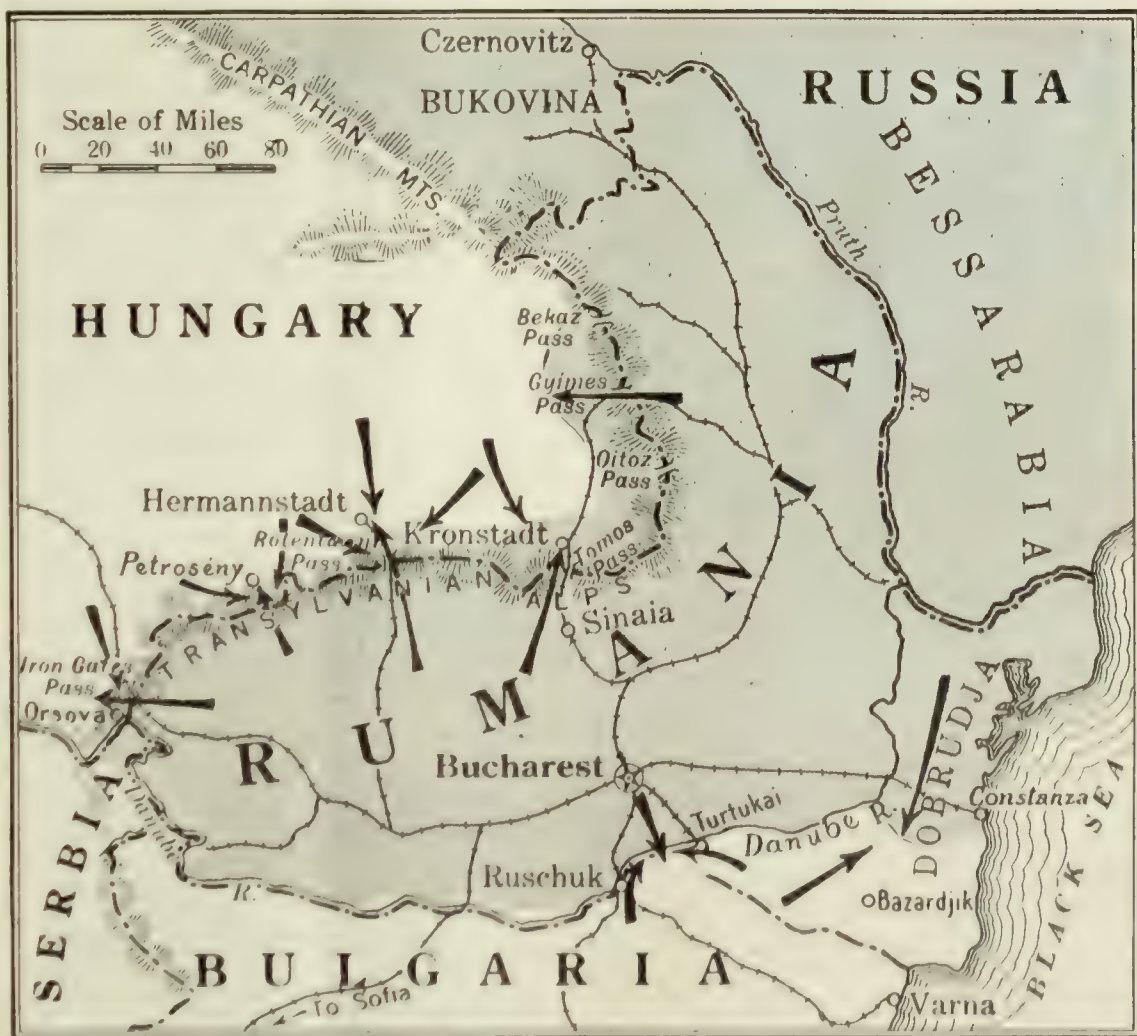 Czernovitz
BUKOVINA
RUSSIA
CARPATHIAN MTS.
Scale of Miles
0 20 40 60 80
BESSARABIA
Pruth R.
HUNGARY
Bekaz
Pass
Gyimes
Pass
Oitoz
Pass
Hermannstadt
Kronstadt
Pass
Tomos
Pass
Petrosény
TRANSYLVANIAN ALPS
Sinaia
Iron Gates
Pass
Orsova
RUMANIA
Bucharest
DOBRUDJA
Constanza
BLACK SEA
Turtukai
Danube R.
SERBIA
Danube R.
Ruschuk
Bazardjik
BULGARIA
To Sofia
Varna